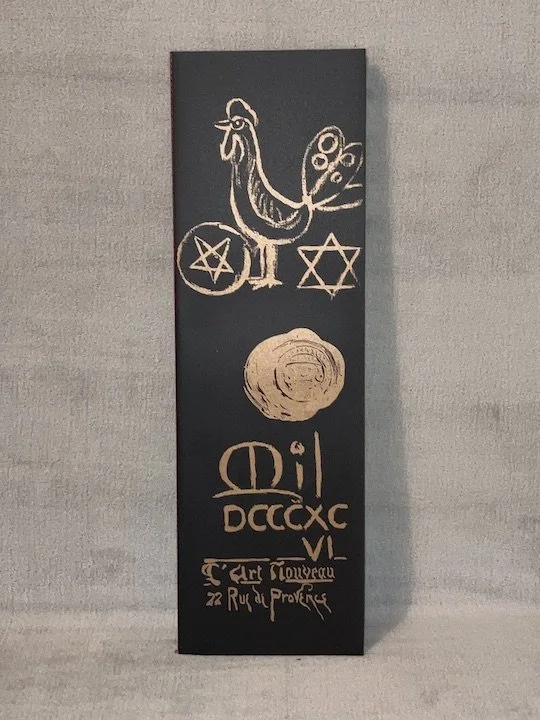 Mil
DCCCXC
VI
L'Art Nouveau
22 Rue de Provence